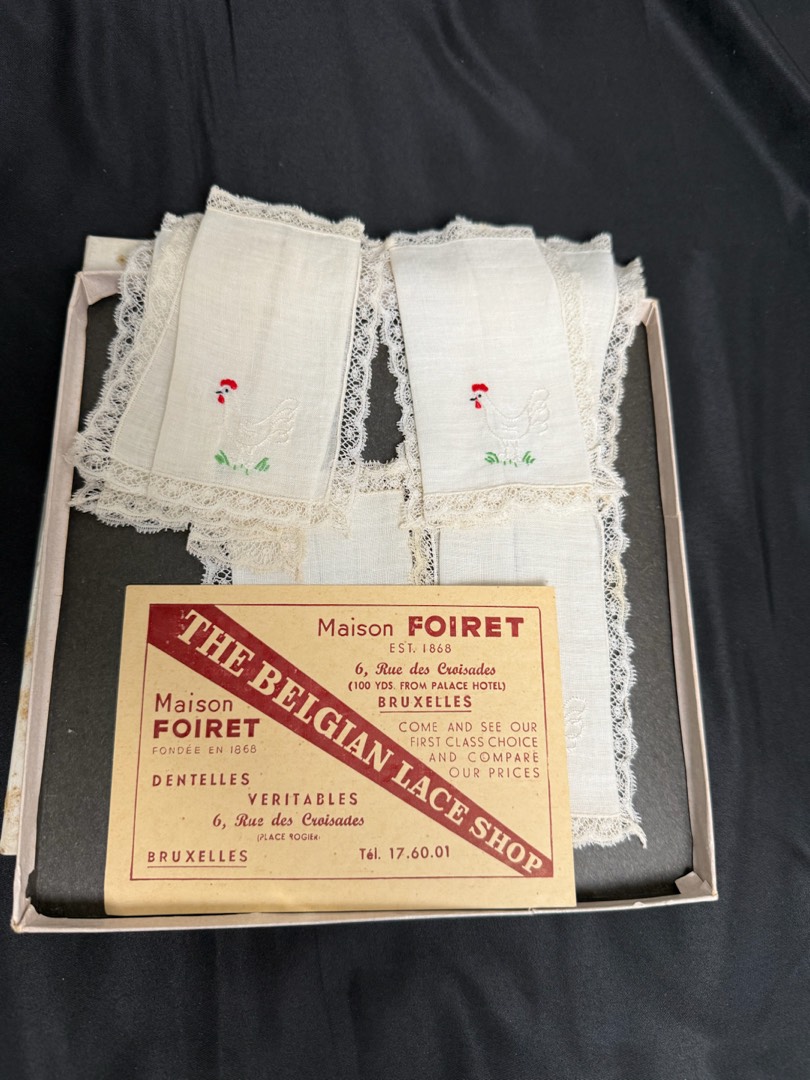 Maison FOIRET
EST. 1868
6, Rue des Croisades
(100 YDS. FROM PALACE HOTEL)
BRUXELLES
COME AND SEE OUR
FIRST CLASS CHOICE
AND COMPARE
OUR PRICES
THE BELGIAN LACE SHOP
Maison
FOIRET
FONDÉE EN 1868
DENTELLES
VERITABLES
6, Rue des Croisades
(PLACE ROGIER)
BRUXELLES
Tél. 17.60.01